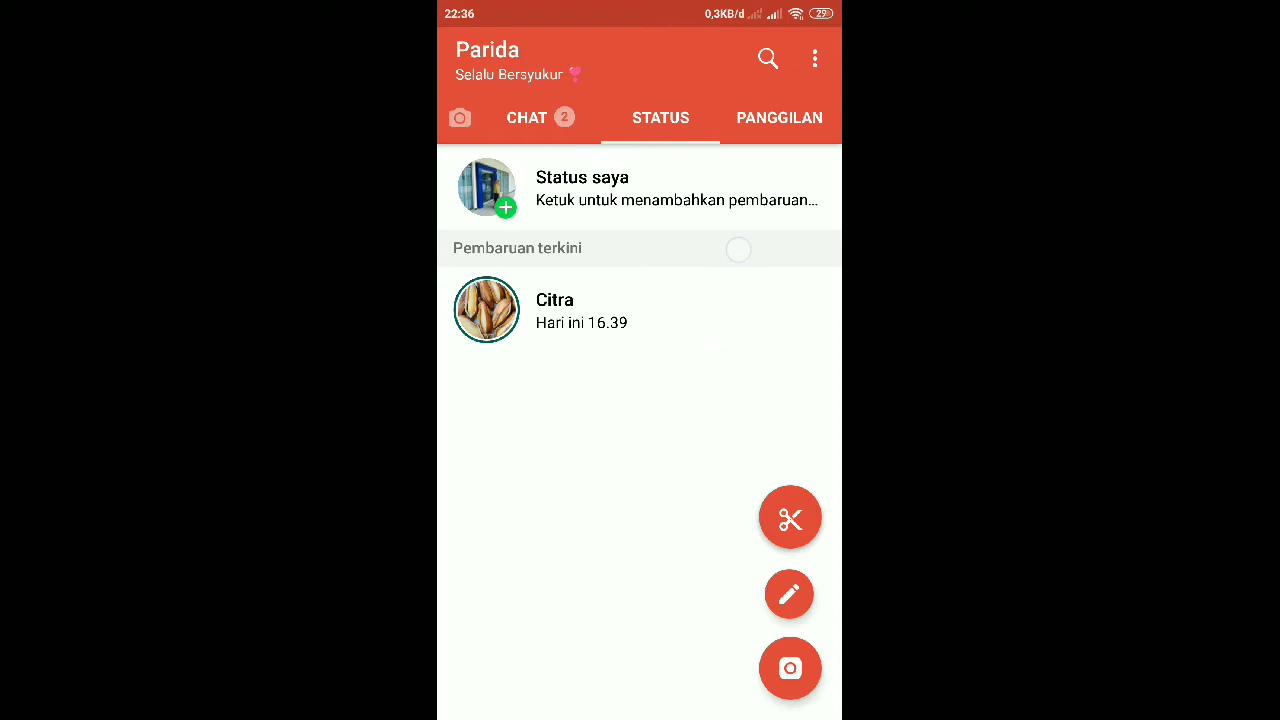 22:36
0,3KB/d
29
Parida
Selalu Bersyukur
CHAT 2
STATUS
PANGGILAN
Status saya
Ketuk untuk menambahkan pembaruan...
Pembaruan terkini
Citra
Hari ini 16.39